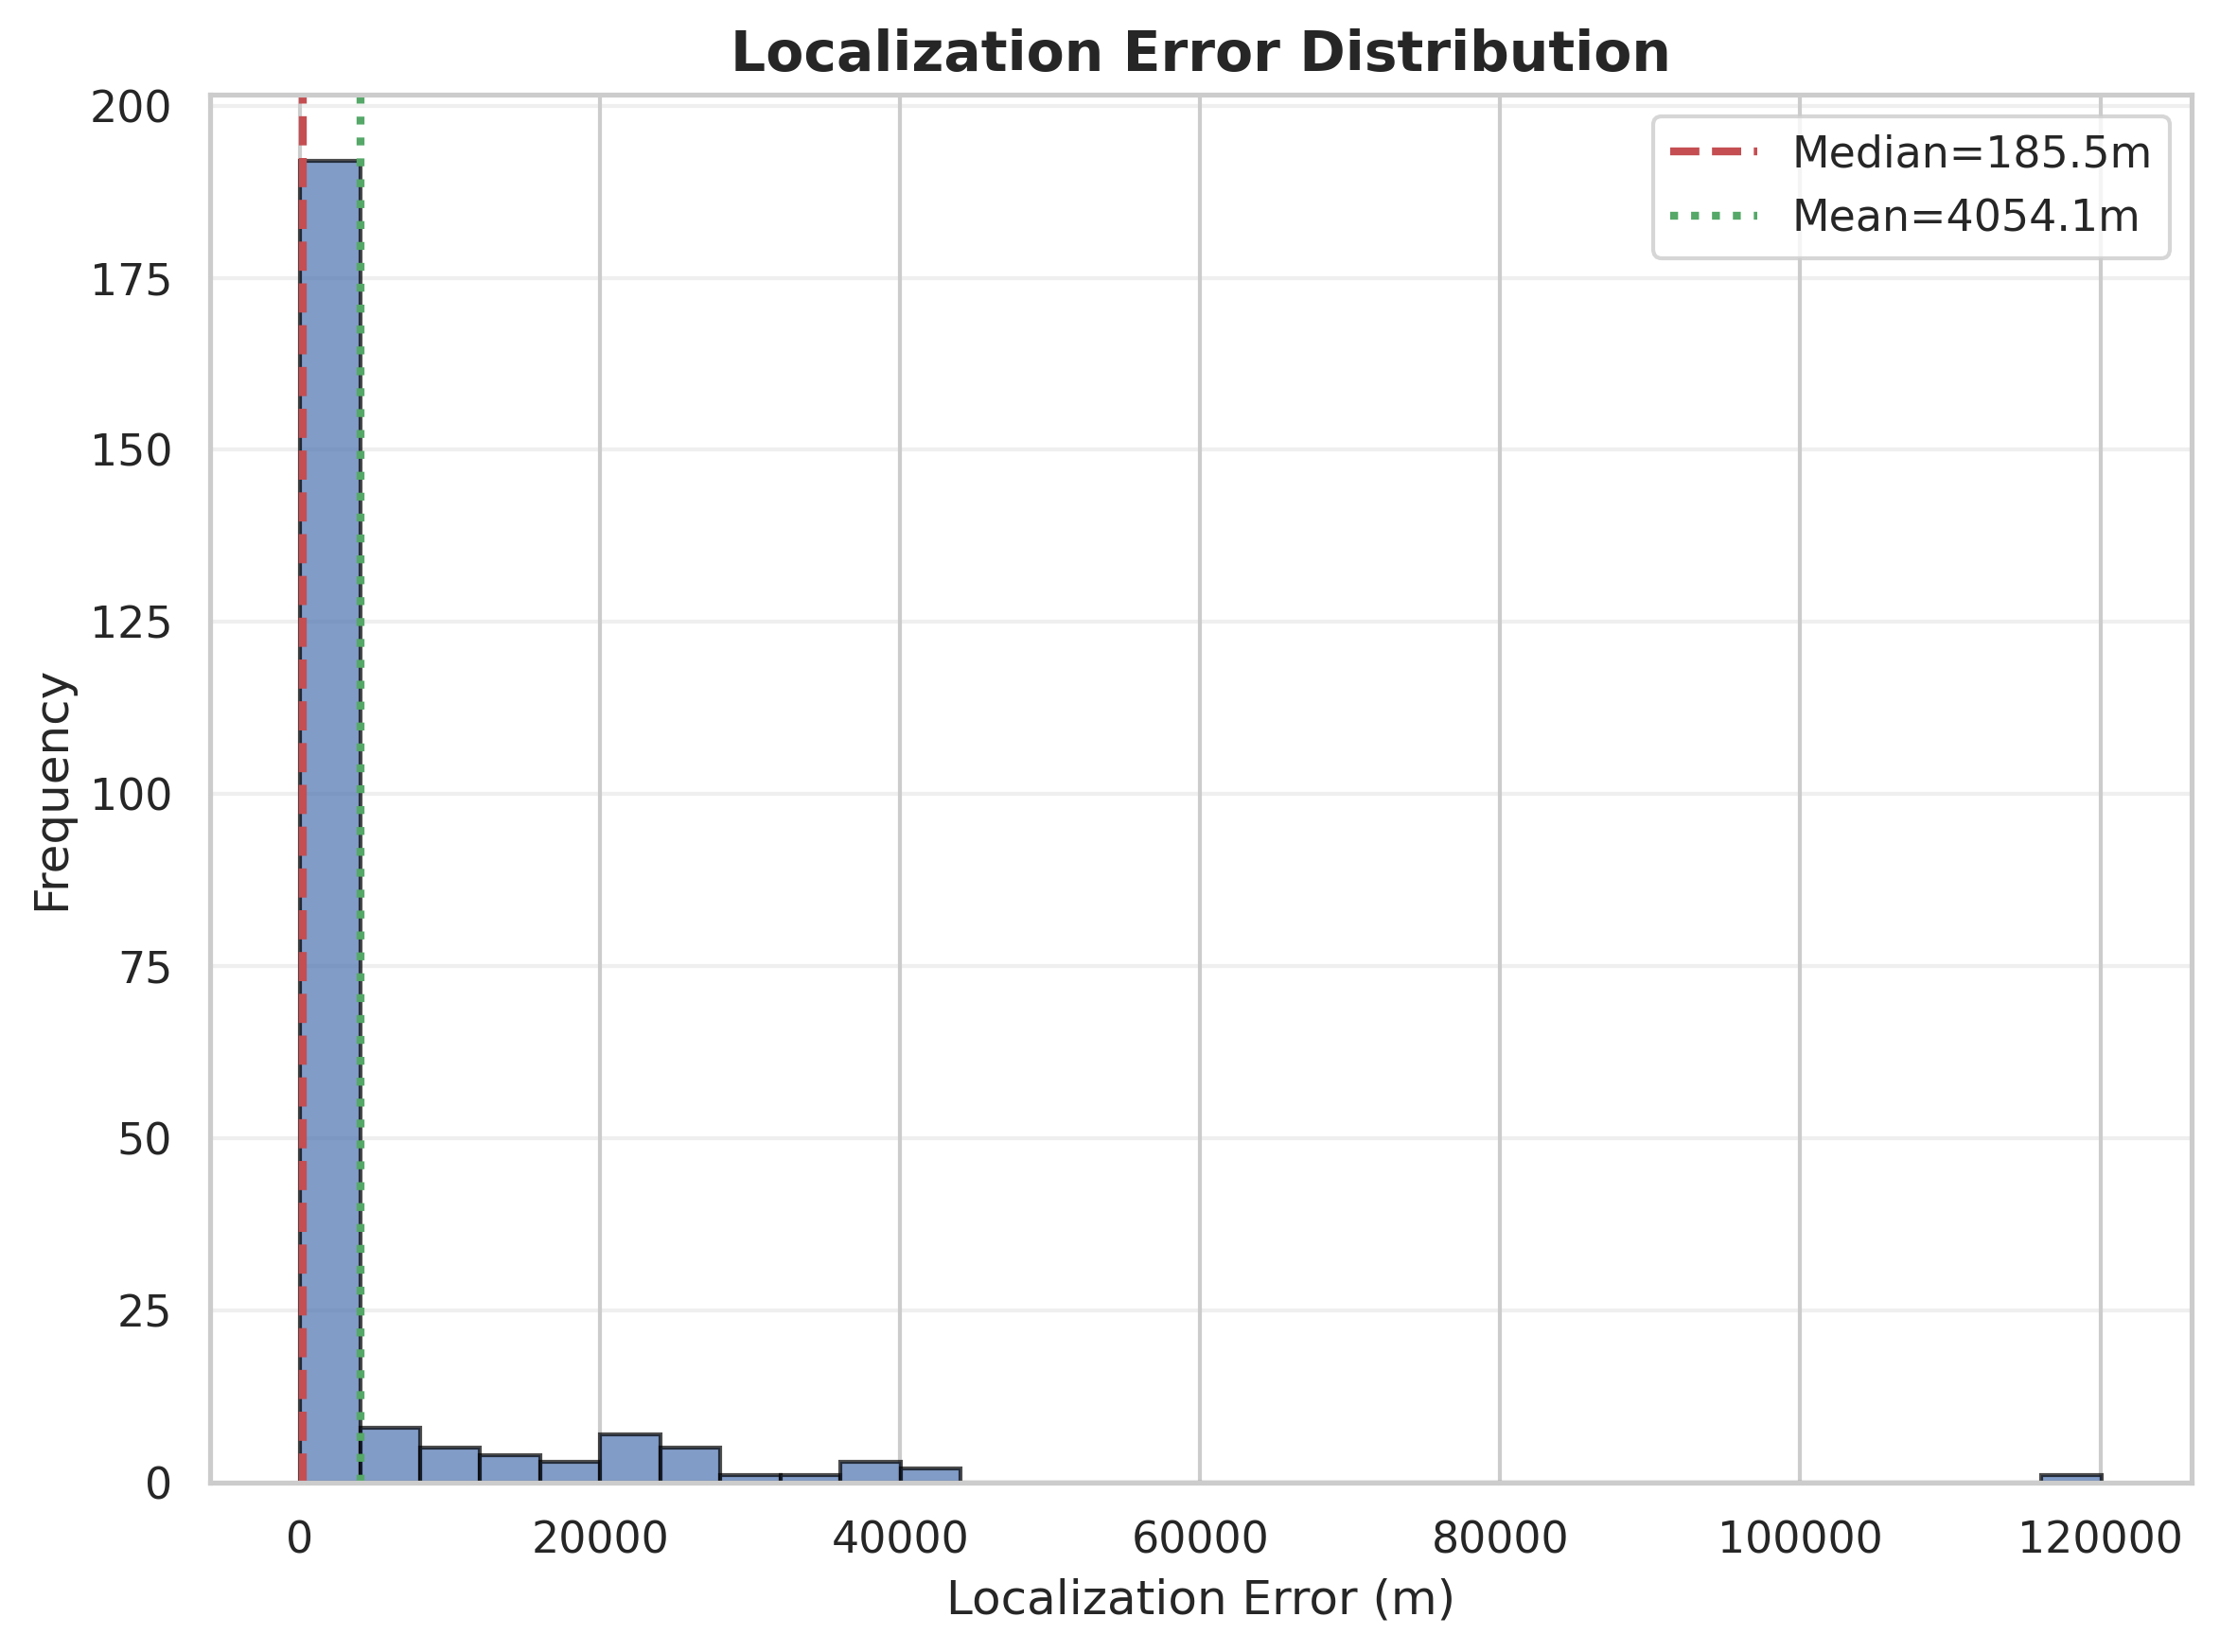 Localization Error Distribution
Median=185.5m
Mean=4054.1m
Frequency
200
175
150
125
100
75
50
25
0
0 20000 40000 60000 80000 100000 120000
Localization Error (m)